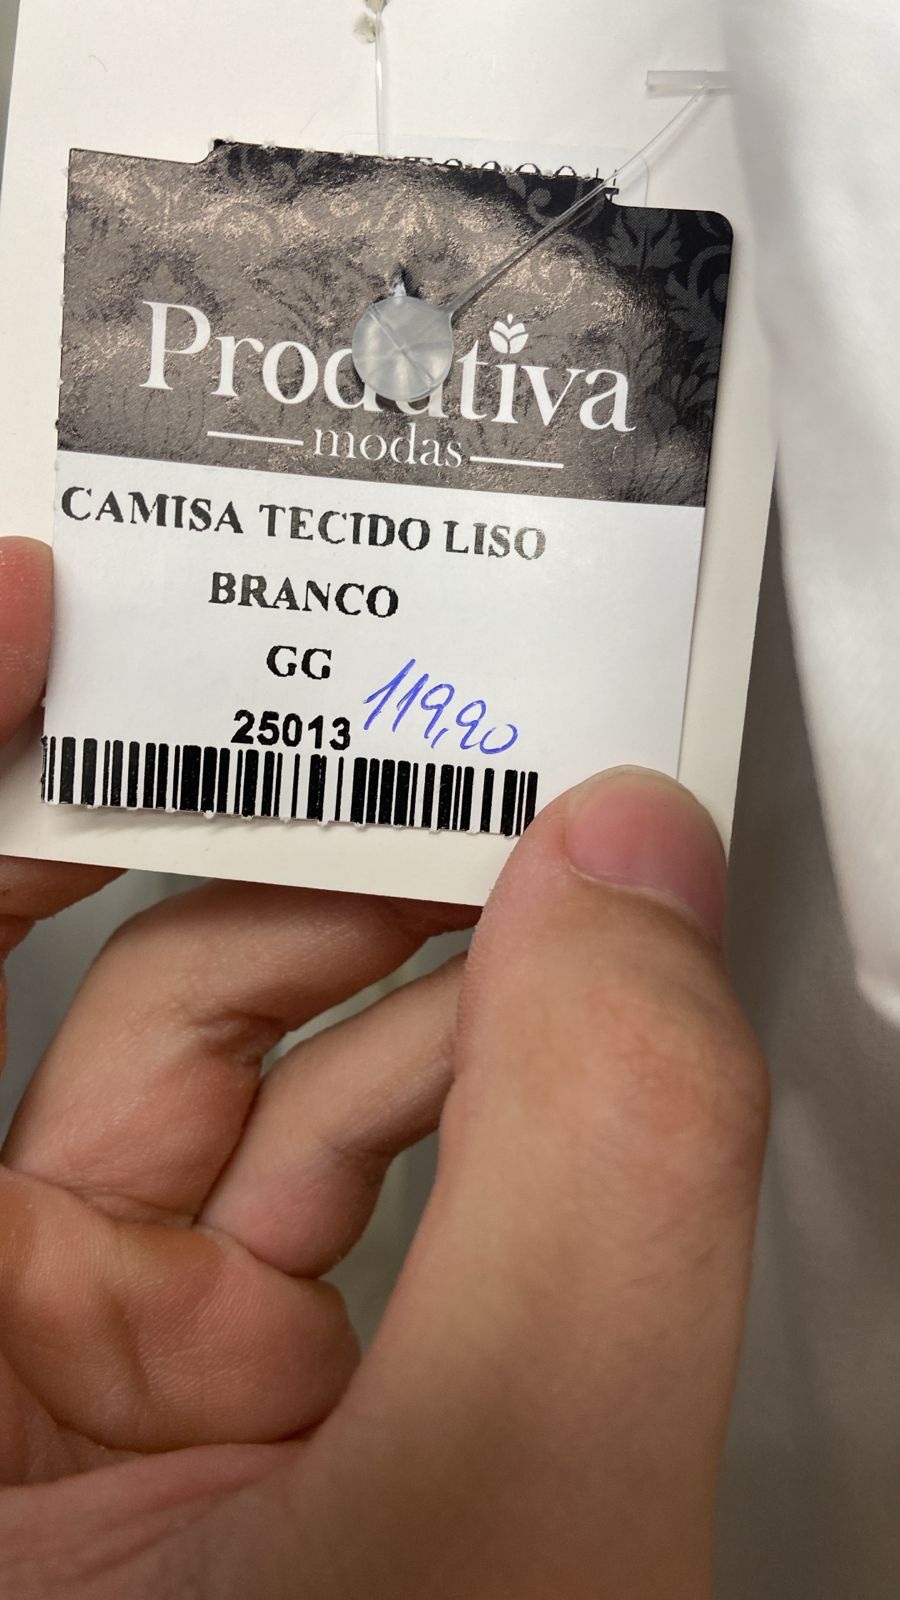 Produtiva
modas
CAMISA TECIDO LISO
BRANCO
GG
119,90
25013